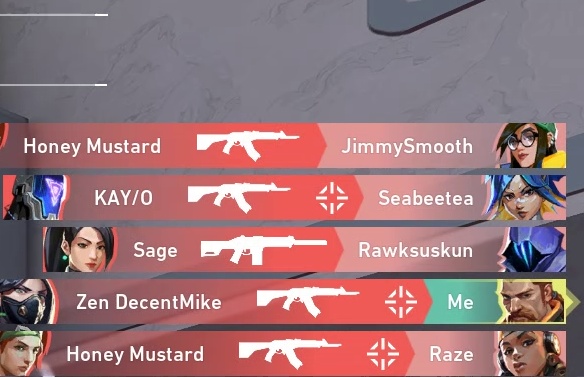 Honey Mustard JimmySmooth
KAY/O Seabeetea
Sage Rawksuskun
Zen DecentMike Me
Honey Mustard Raze